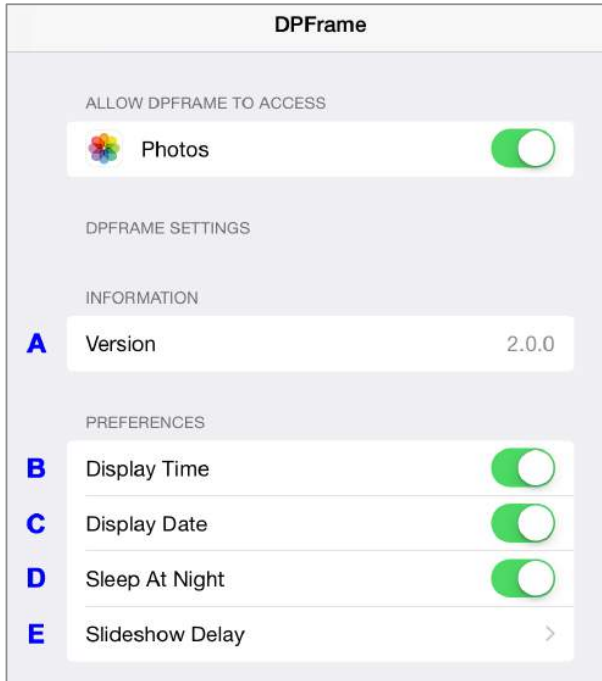 DPFrame
ALLOW DPFRAME TO ACCESS
Photos
DPFRAME SETTINGS
INFORMATION
A Version 2.0.0
PREFERENCES
B Display Time
C Display Date
D Sleep At Night
E Slideshow Delay